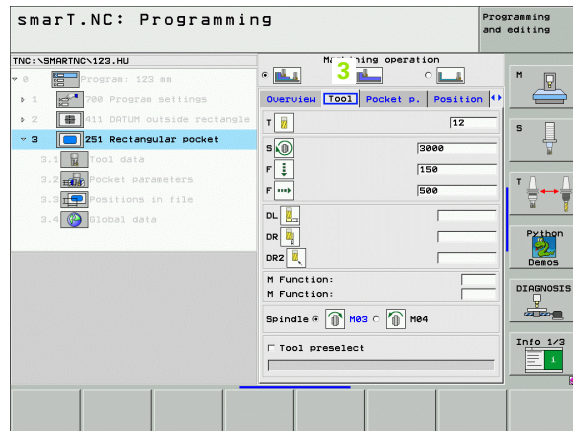 smarT.NC: Programming
Programming
and editing
TNC:\SMARTNC\123.HU
0 Program: 123 mm
1 700 Program settings
2 411 DATUM outside rectangle
3 251 Rectangular pocket
3.1 Tool data
3.2 Pocket parameters
3.3 Positions in file
3.4 Global data
Machining operation
3
Overview Tool Pocket p. Position
T 12
S 3000
F 150
F 500
DL
DR
DR2
M Function:
M Function:
Spindle M03 M04
Tool preselect
M
S
T
Python
Demos
DIAGNOSIS
Info 1/3